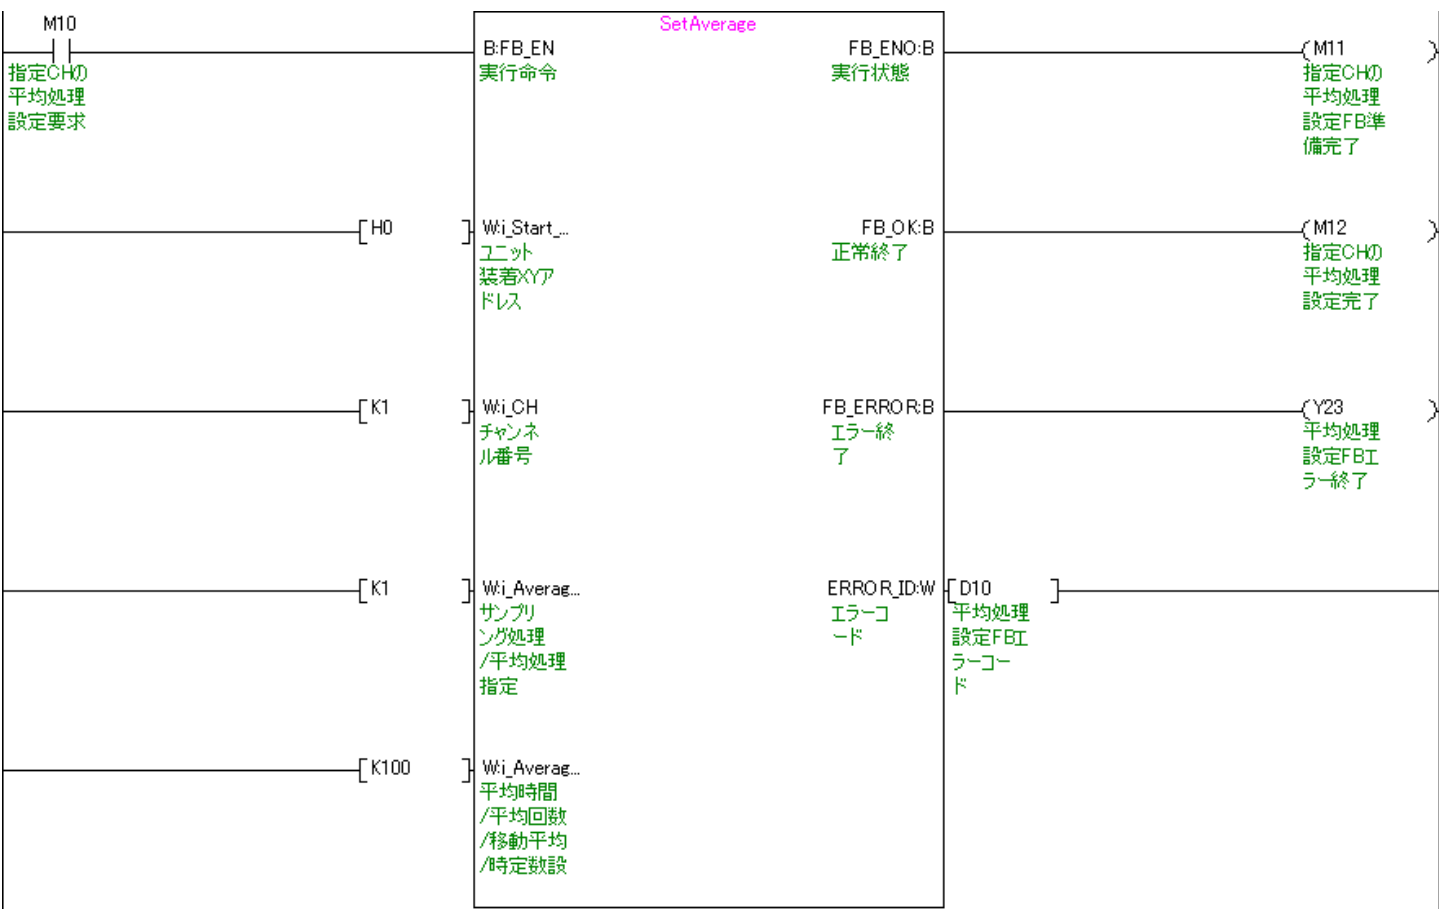 SetAverage
M10
指定CHの
平均処理
設定要求
B:FB_EN
実行命令
FB_ENO:B
実行状態
M11
指定CHの
平均処理
設定FB準
備完了
H0
W:i_Start_...
ユニット
装着XYア
ドレス
FB_OK:B
正常終了
M12
指定CHの
平均処理
設定完了
K1
W:i_CH
チャンネ
ル番号
FB_ERROR:B
エラー終
了
Y23
平均処理
設定FBエ
ラー終了
K1
W:i_Averag...
サンプリ
ング処理
/平均処理
指定
ERROR_ID:W
エラーコ
ード
D10
平均処理
設定FBエ
ラーコー
ド
K100
W:i_Averag...
平均時間
/平均回数
/移動平均
/時定数設